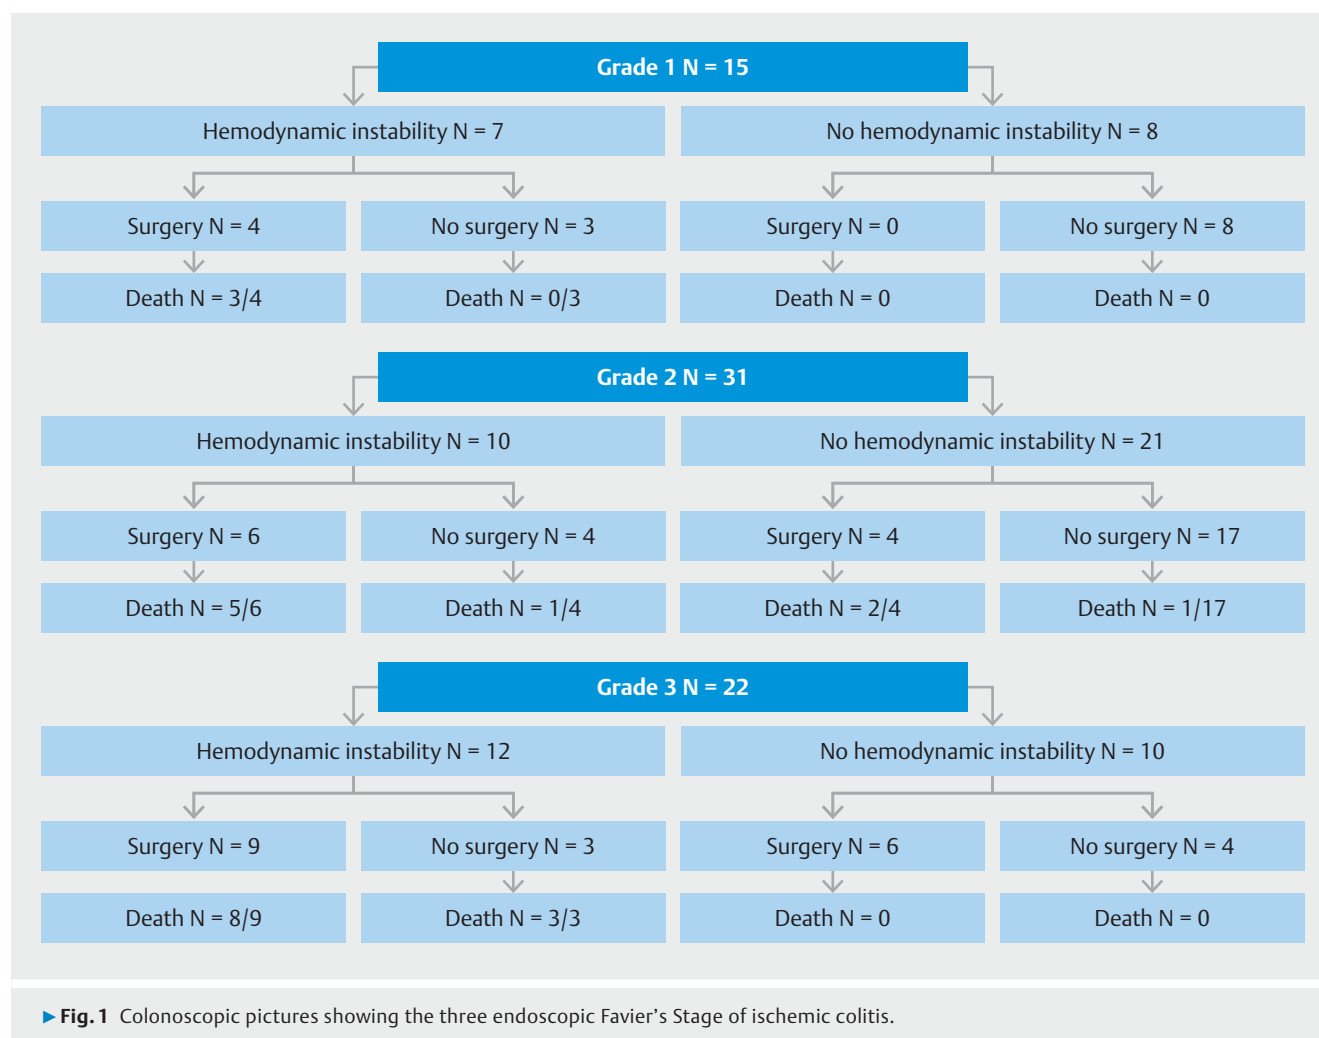 Grade 1 N = 15
Hemodynamic instability N = 7
No hemodynamic instability N = 8
Surgery N = 4
No surgery N = 3
Surgery N = 0
No surgery N = 8
Death N = 3/4
Death N = 0/3
Death N = 0
Death N = 0
Grade 2 N = 31
Hemodynamic instability N = 10
No hemodynamic instability N = 21
Surgery N = 6
No surgery N = 4
Surgery N = 4
No surgery N = 17
Death N = 5/6
Death N = 1/4
Death N = 2/4
Death N = 1/17
Grade 3 N = 22
Hemodynamic instability N = 12
No hemodynamic instability N = 10
Surgery N = 9
No surgery N = 3
Surgery N = 6
No surgery N = 4
Death N = 8/9
Death N = 3/3
Death N = 0
Death N = 0
▶ Fig. 1 Colonoscopic pictures showing the three endoscopic Favier's Stage of ischemic colitis.